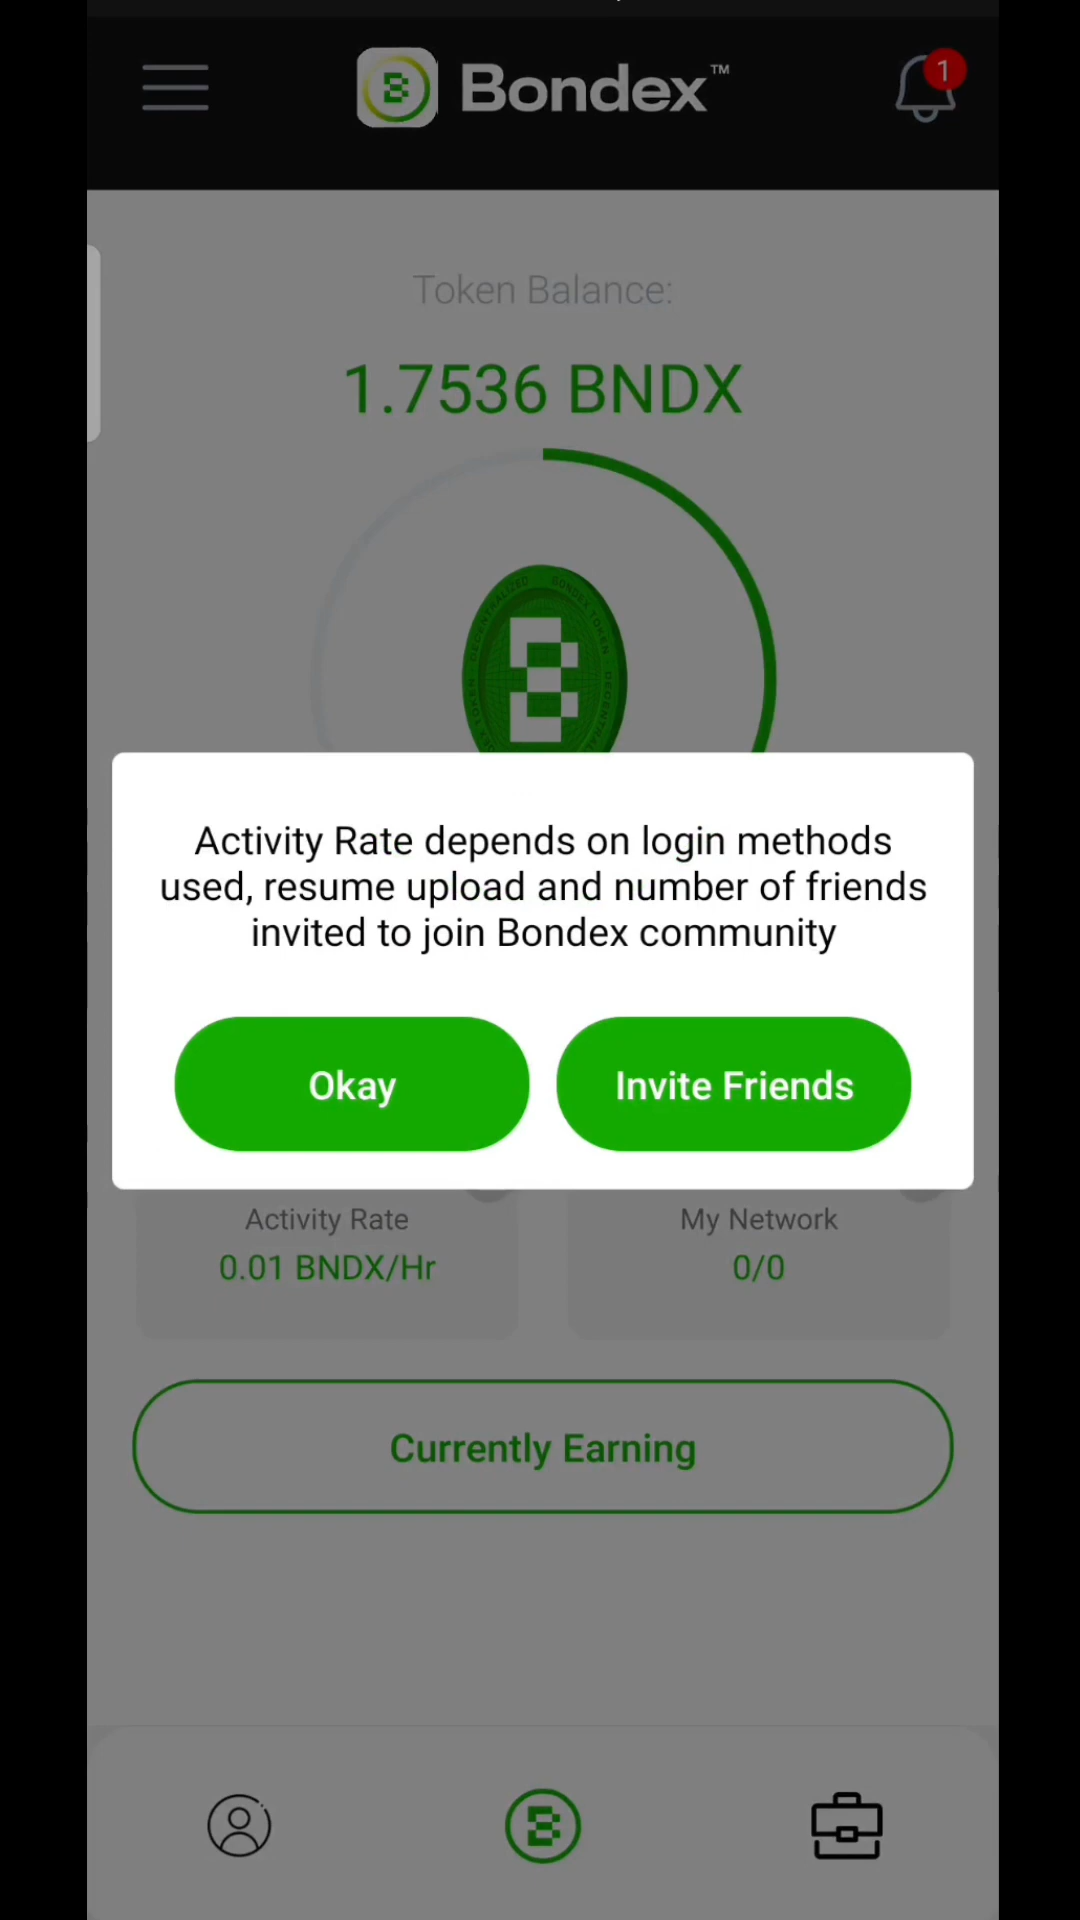 Bondex™
1
Token Balance:
1.7536 BNDX
Activity Rate depends on login methods
used, resume upload and number of friends
invited to join Bondex community
Okay
Invite Friends
Activity Rate
My Network
0.01 BNDX/Hr
0/0
Currently Earning